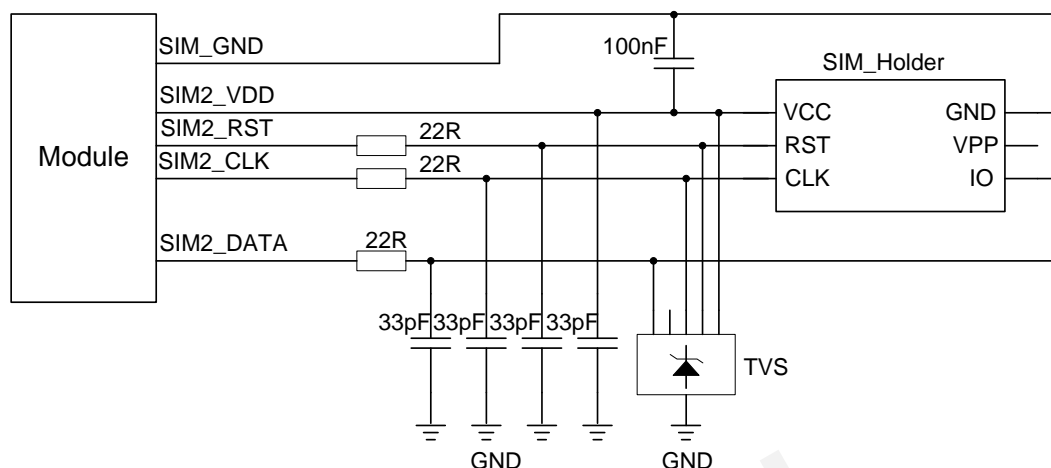 SIM_GND
100nF
SIM_Holder
SIM2_VDD
VCC
GND
SIM2_RST
22R
RST
VPP
Module
SIM2_CLK
22R
CLK
IO
SIM2_DATA
22R
33pF 33pF 33pF 33pF
TVS
GND
GND